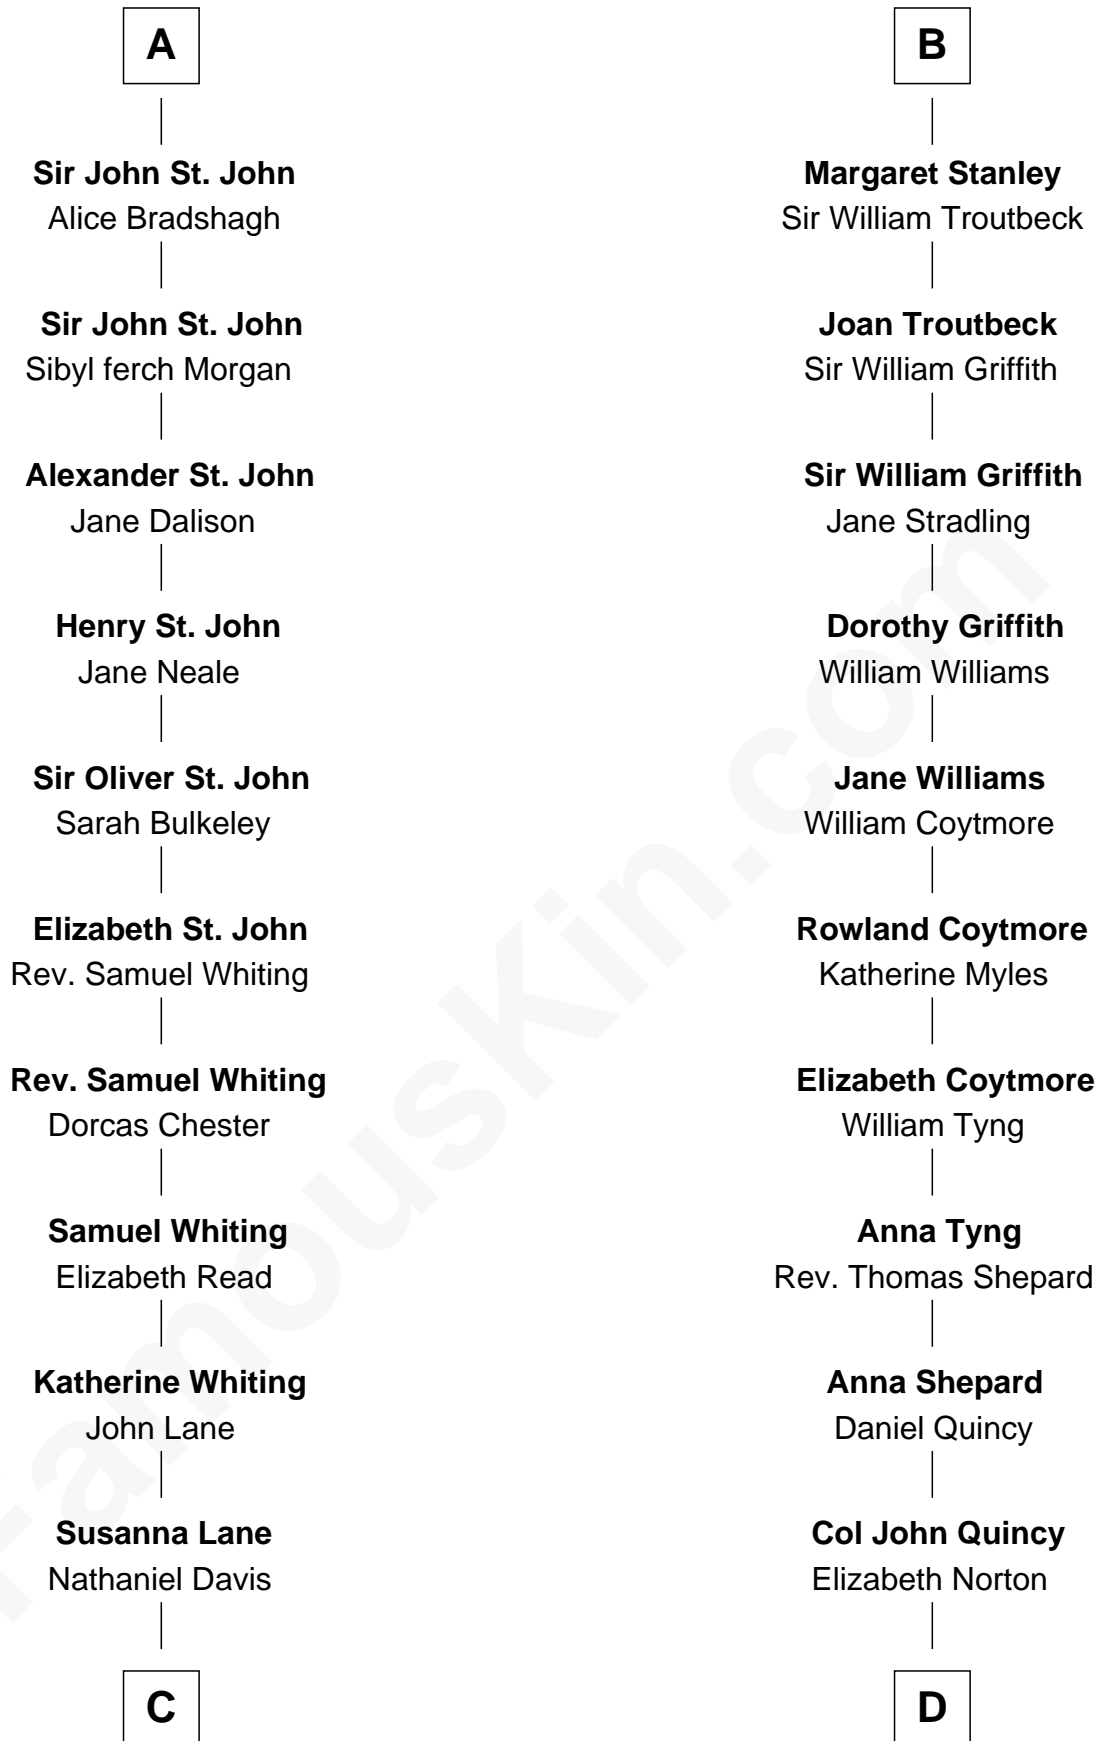 A
Sir John St. John
Alice Bradshagh
Sir John St. John
Sibyl ferch Morgan
Alexander St. John
Jane Dalison
Henry St. John
Jane Neale
Sir Oliver St. John
Sarah Bulkeley
Elizabeth St. John
Rev. Samuel Whiting
Rev. Samuel Whiting
Dorcas Chester
Samuel Whiting
Elizabeth Read
Katherine Whiting
John Lane
Susanna Lane
Nathaniel Davis
C
B
Margaret Stanley
Sir William Troutbeck
Joan Troutbeck
Sir William Griffith
Sir William Griffith
Jane Stradling
Dorothy Griffith
William Williams
Jane Williams
William Coytmore
Rowland Coytmore
Katherine Myles
Elizabeth Coytmore
William Tyng
Anna Tyng
Rev. Thomas Shepard
Anna Shepard
Daniel Quincy
Col John Quincy
Elizabeth Norton
D
FamousKin.com